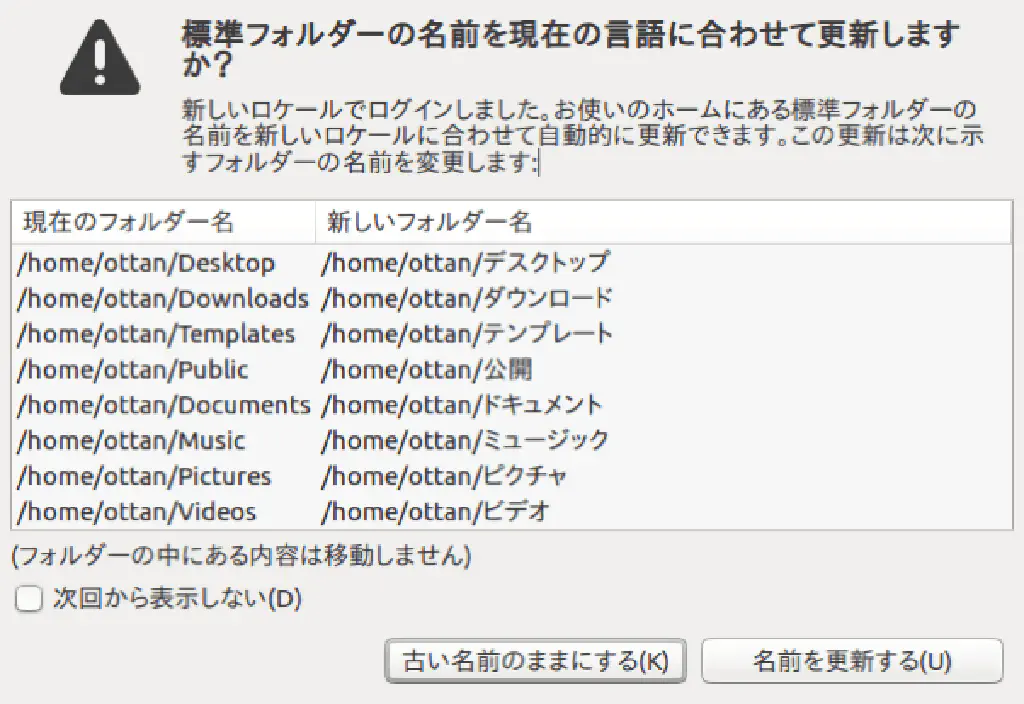 標準フォルダーの名前を現在の言語に合わせて更新します
か?
新しいロケールでログインしました。お使いのホームにある標準フォルダーの
名前を新しいロケールに合わせて自動的に更新できます。この更新は次に示
すフォルダーの名前を変更します:
現在のフォルダー名 新しいフォルダー名
/home/ottan/Desktop /home/ottan/デスクトップ
/home/ottan/Downloads /home/ottan/ダウンロード
/home/ottan/Templates /home/ottan/テンプレート
/home/ottan/Public /home/ottan/公開
/home/ottan/Documents /home/ottan/ドキュメント
/home/ottan/Music /home/ottan/ミュージック
/home/ottan/Pictures /home/ottan/ピクチャ
/home/ottan/Videos /home/ottan/ビデオ
(フォルダーの中にある内容は移動しません)
次回から表示しない(D)
古い名前のままにする(K) 名前を更新する(U)